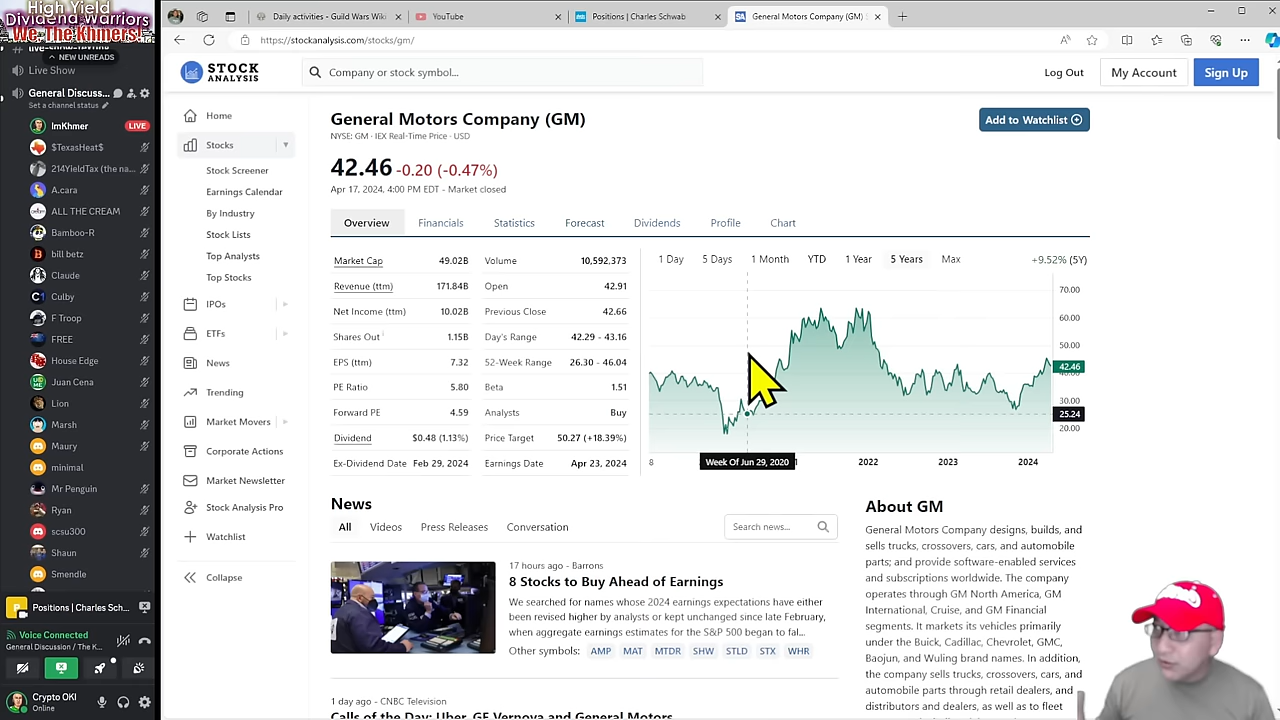 High Yield
Dividend Warriors
We The Khmers!
NEW UNREADS
Live Show
General Discuss...
Set a channel status
ImKhmer LIVE
$TexasHeat$
214YieldTax (the na...
A.cara
ALL THE CREAM
Bamboo-R
bill betz
Claude
Culby
F Troop
FREE
House Edge
Juan Cena
Lion
Marsh
Maury
minimal
Mr Penguin
Ryan
scsu300
Shaun
Smendle
Positions | Charles Sch...
Voice Connected
General Discussion / The K...
Crypto OKI
Online
Daily activities - Guild Wars Wiki
YouTube
Positions | Charles Schwab
General Motors Company (GM)
https://stockanalysis.com/stocks/gm/
STOCK
ANALYSIS
Company or stock symbol...
Log Out
My Account
Sign Up
Home
Stocks
Stock Screener
Earnings Calendar
By Industry
Stock Lists
Top Analysts
Top Stocks
IPOs
ETFs
News
Trending
Market Movers
Corporate Actions
Market Newsletter
Stock Analysis Pro
Watchlist
Collapse
General Motors Company (GM)
Add to Watchlist
NYSE: GM · IEX Real-Time Price · USD
42.46 -0.20 (-0.47%)
Apr 17, 2024, 4:00 PM EDT - Market closed
Overview Financials Statistics Forecast Dividends Profile Chart
Market Cap 49.02B Volume 10,592,373
Revenue (ttm) 171.84B Open 42.91
Net Income (ttm) 10.02B Previous Close 42.66
Shares Out 1.15B Day's Range 42.29 - 43.16
EPS (ttm) 7.32 52-Week Range 26.30 - 46.04
PE Ratio 5.80 Beta 1.51
Forward PE 4.59 Analysts Buy
Dividend $0.48 (1.13%) Price Target 50.27 (+18.39%)
Ex-Dividend Date Feb 29, 2024 Earnings Date Apr 23, 2024
1 Day 5 Days 1 Month YTD 1 Year 5 Years Max +9.52% (5Y)
70.00
60.00
50.00
42.46
30.00
25.24
20.00
8 Week Of Jun 29, 2020 1 2022 2023 2024
News
All Videos Press Releases Conversation
Search news...
17 hours ago - Barrons
8 Stocks to Buy Ahead of Earnings
We searched for names whose 2024 earnings expectations have either
been revised higher by analysts or kept unchanged since late February,
when aggregate earnings estimates for the S&P 500 began to fal...
Other symbols: AMP MAT MTDR SHW STLD STX WHR
1 day ago - CNBC Television
Calls of the Day: Uber, GE Vernova and General Motors
About GM
General Motors Company designs, builds, and
sells trucks, crossovers, cars, and automobile
parts; and provide software-enabled services
and subscriptions worldwide. The company
operates through GM North America, GM
International, Cruise, and GM Financial
segments. It markets its vehicles primarily
under the Buick, Cadillac, Chevrolet, GMC,
Baojun, and Wuling brand names. In addition,
the company sells trucks, crossovers, cars, and
automobile parts through retail dealers, and
distributors and dealers, as well as to fleet